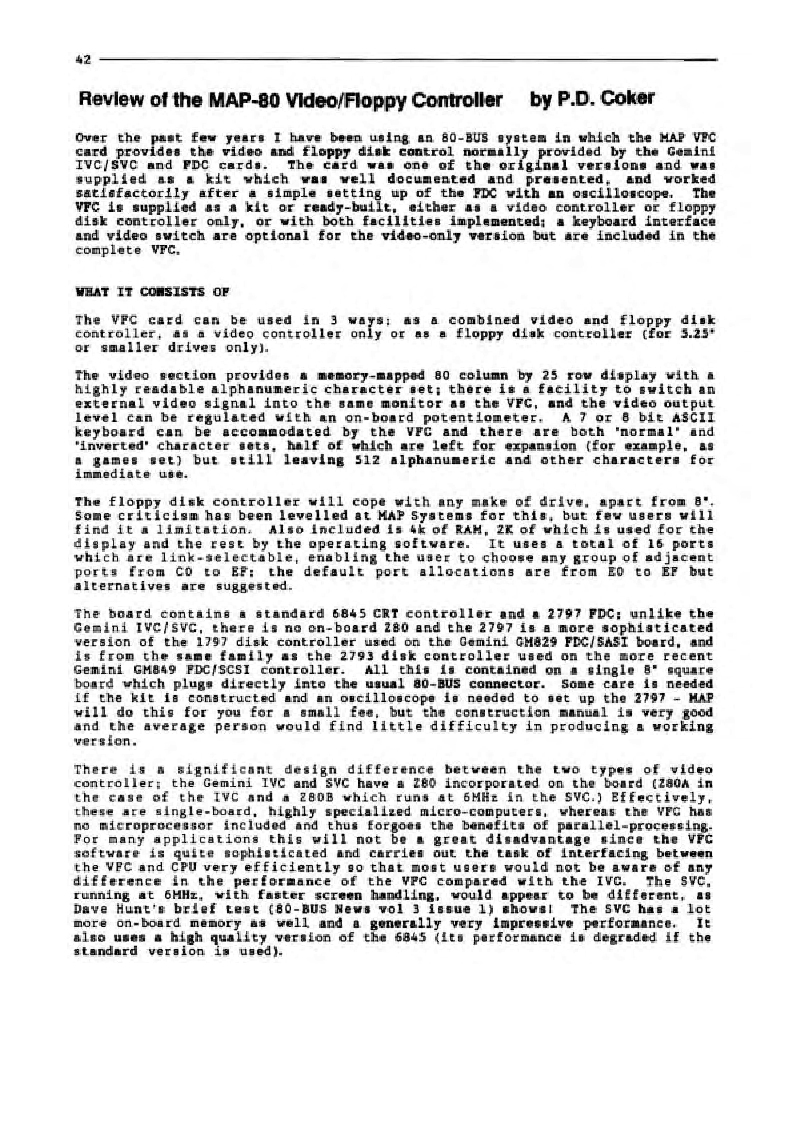 42
Review of the MAP-80 Video/Floppy Controller by P.D. Coker
Over the past few years I have been using an 80-BUS system in which the MAP VFC
card provides the video and floppy disk control normally provided by the Gemini
IVC/SVC and FDC cards. The card was one of the original versions and was
supplied as a kit which was well documented and presented, and worked
satisfactorily after a simple setting up of the FDC with an oscilloscope. The
VFC is supplied as a kit or ready-built, either as a video controller or floppy
disk controller only, or with both facilities implemented; a keyboard interface
and video switch are optional for the video-only version but are included in the
complete VFC.
WHAT IT CONSISTS OF
The VFC card can be used in 3 ways; as a combined video and floppy disk
controller, as a video controller only or as a floppy disk controller (for 5.25"
or smaller drives only).
The video section provides a memory-mapped 80 column by 25 row display with a
highly readable alphanumeric character set; there is a facility to switch an
external video signal into the same monitor as the VFC, and the video output
level can be regulated with an on-board potentiometer. A 7 or 8 bit ASCII
keyboard can be accommodated by the VFC and there are both 'normal' and
'inverted' character sets, half of which are left for expansion (for example, as
a games set) but still leaving 512 alphanumeric and other characters for
immediate use.
The floppy disk controller will cope with any make of drive, apart from 8".
Some criticism has been levelled at MAP Systems for this, but few users will
find it a limitation. Also included is 4k of RAM, 2K of which is used for the
display and the rest by the operating software. It uses a total of 16 ports
which are link-selectable, enabling the user to choose any group of adjacent
ports from C0 to EF; the default port allocations are from E0 to EF but
alternatives are suggested.
The board contains a standard 6845 CRT controller and a 2797 FDC; unlike the
Gemini IVC/SVC, there is no on-board Z80 and the 2797 is a more sophisticated
version of the 1797 disk controller used on the Gemini GM829 FDC/SASI board, and
is from the same family as the 2793 disk controller used on the more recent
Gemini GM849 FDC/SCSI controller. All this is contained on a single 8" square
board which plugs directly into the usual 80-BUS connector. Some care is needed
if the kit is constructed and an oscilloscope is needed to set up the 2797 - MAP
will do this for you for a small fee, but the construction manual is very good
and the average person would find little difficulty in producing a working
version.
There is a significant design difference between the two types of video
controller; the Gemini IVC and SVC have a Z80 incorporated on the board (Z80A in
the case of the IVC and a Z80B which runs at 6MHz in the SVC.) Effectively,
these are single-board, highly specialized micro-computers, whereas the VFC has
no microprocessor included and thus forgoes the benefits of parallel-processing.
For many applications this will not be a great disadvantage since the VFC
software is quite sophisticated and carries out the task of interfacing between
the VFC and CPU very efficiently so that most users would not be aware of any
difference in the performance of the VFC compared with the IVC. The SVC,
running at 6MHz, with faster screen handling, would appear to be different, as
Dave Hunt's brief test (80-BUS News vol 3 issue 1) shows! The SVC has a lot
more on-board memory as well and a generally very impressive performance. It
also uses a high quality version of the 6845 (its performance is degraded if the
standard version is used).